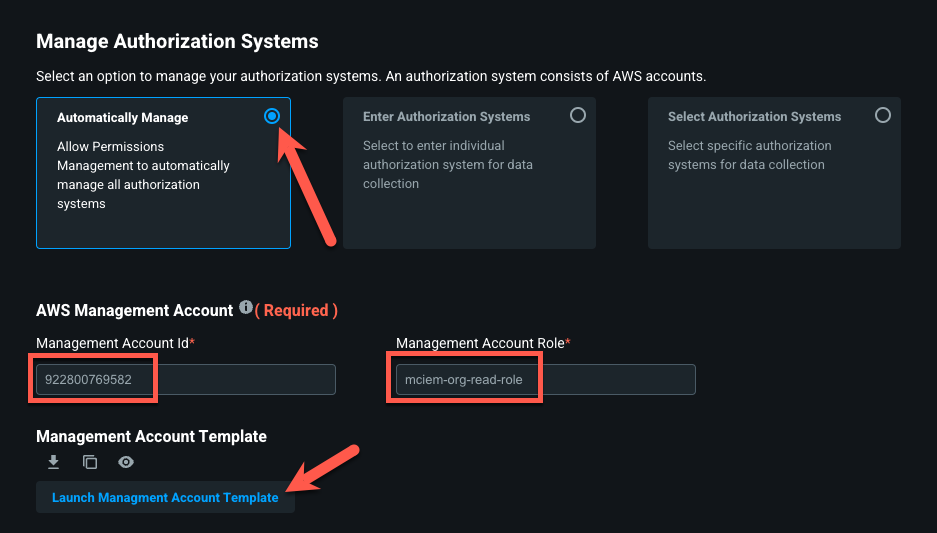 Manage Authorization Systems
Select an option to manage your authorization systems. An authorization system consists of AWS accounts.
Automatically Manage
Allow Permissions
Management to automatically
manage all authorization
systems
Enter Authorization Systems
Select to enter individual
authorization system for data
collection
Select Authorization Systems
Select specific authorization
systems for data collection
AWS Management Account i ( Required )
Management Account Id*
922800769582
Management Account Role*
mciem-org-read-role
Management Account Template
Launch Managment Account Template